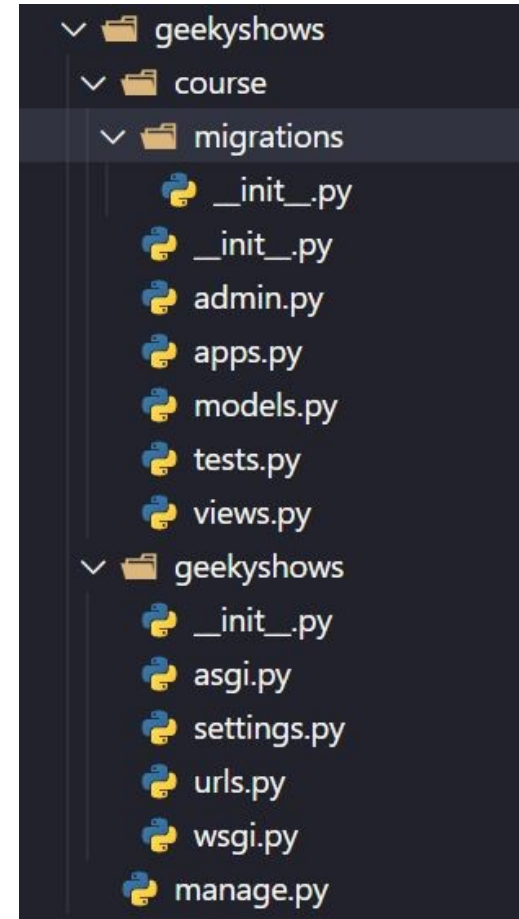 geekyshows
course
migrations
__init__.py
__init__.py
admin.py
apps.py
models.py
tests.py
views.py
geekyshows
__init__.py
asgi.py
settings.py
urls.py
wsgi.py
manage.py